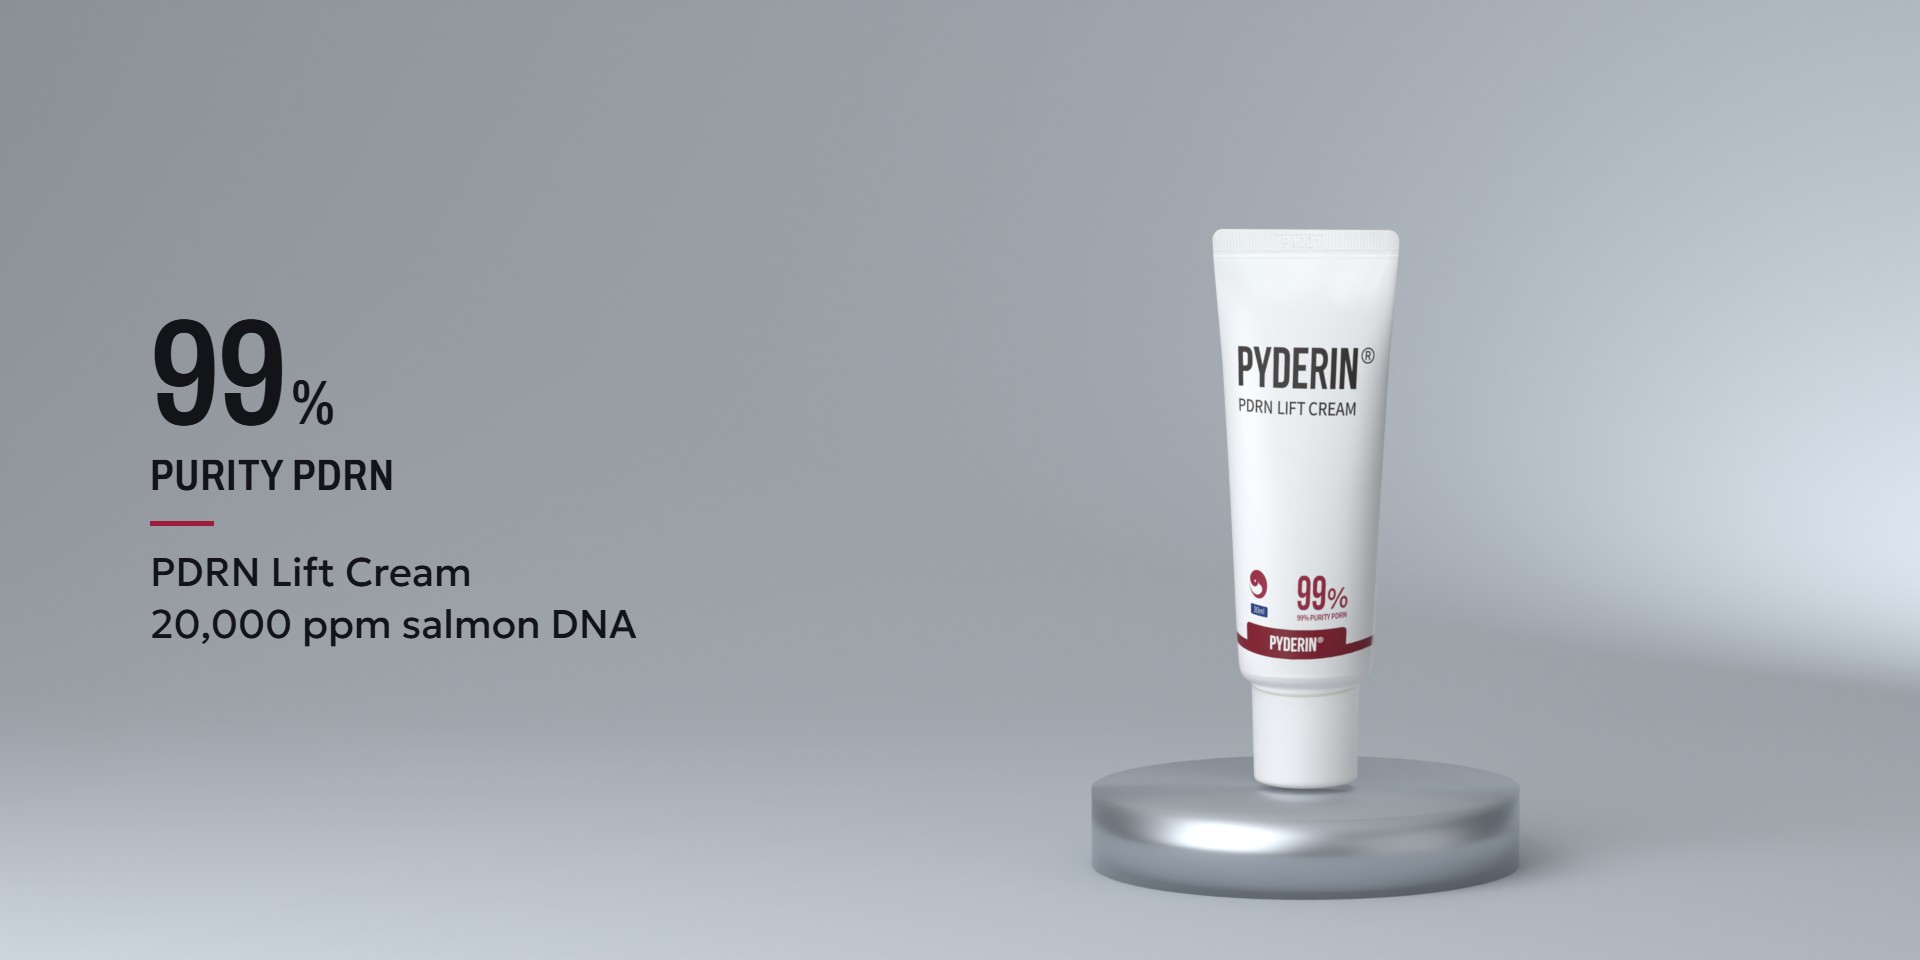 99%
PURITY PDRN
PDRN Lift Cream
20,000 ppm salmon DNA
PYDERIN®
PDRN LIFT CREAM
99%
30ml
99% PURITY PDRN
PYDERIN®